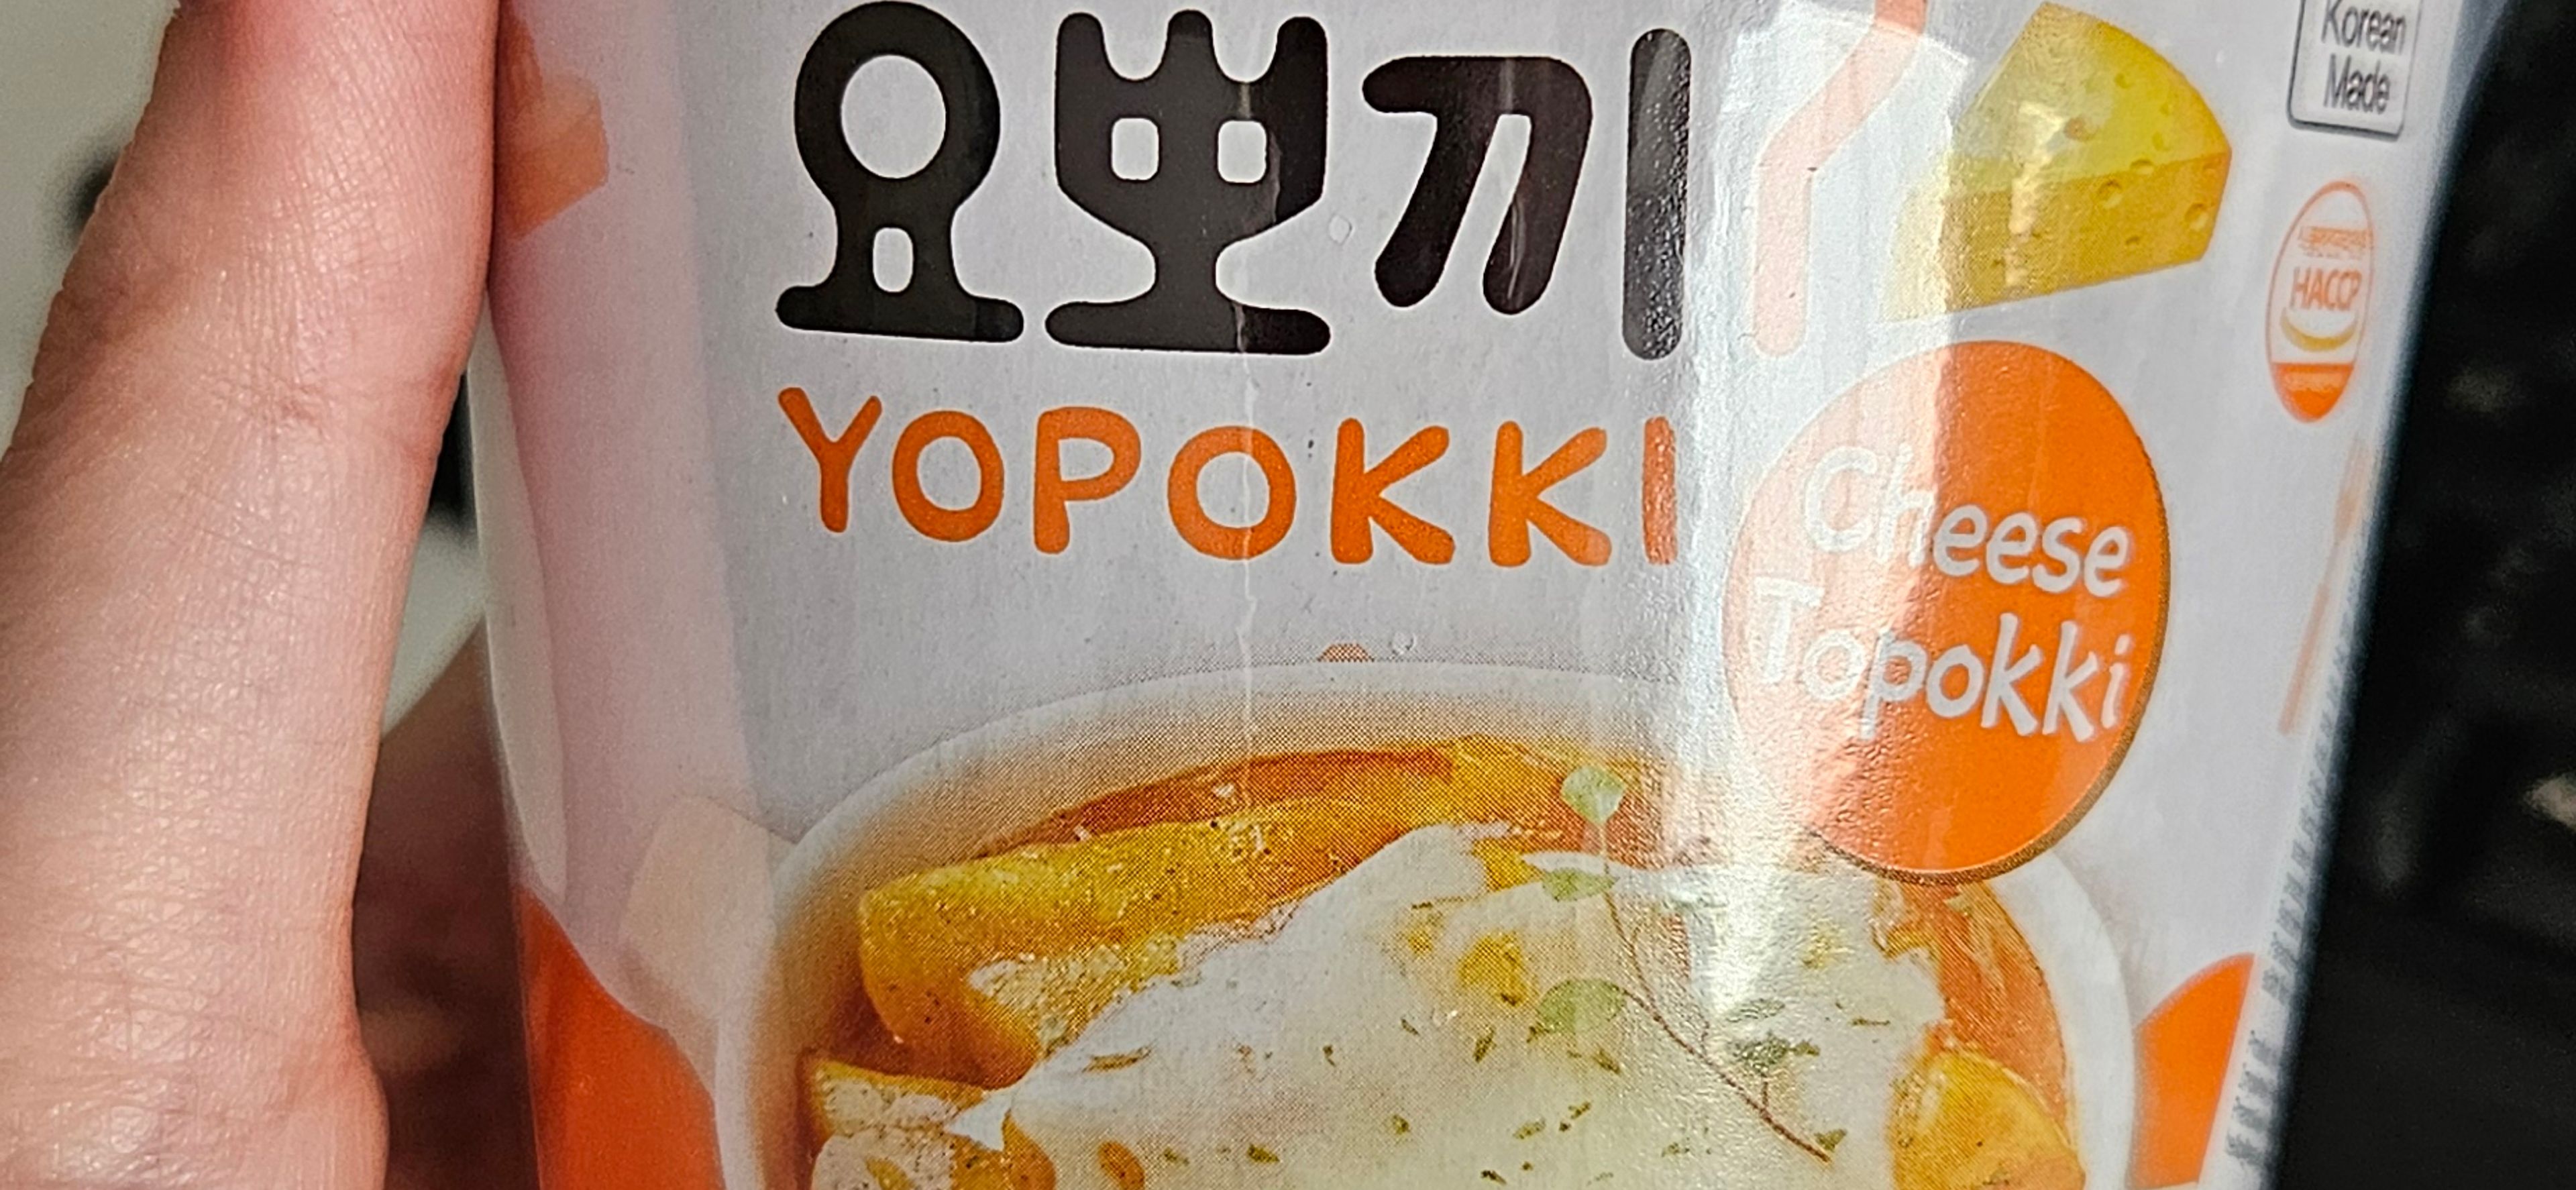 Korean
Made
요뽀끼
HACCP
YOPOKKI
Cheese
Topokki